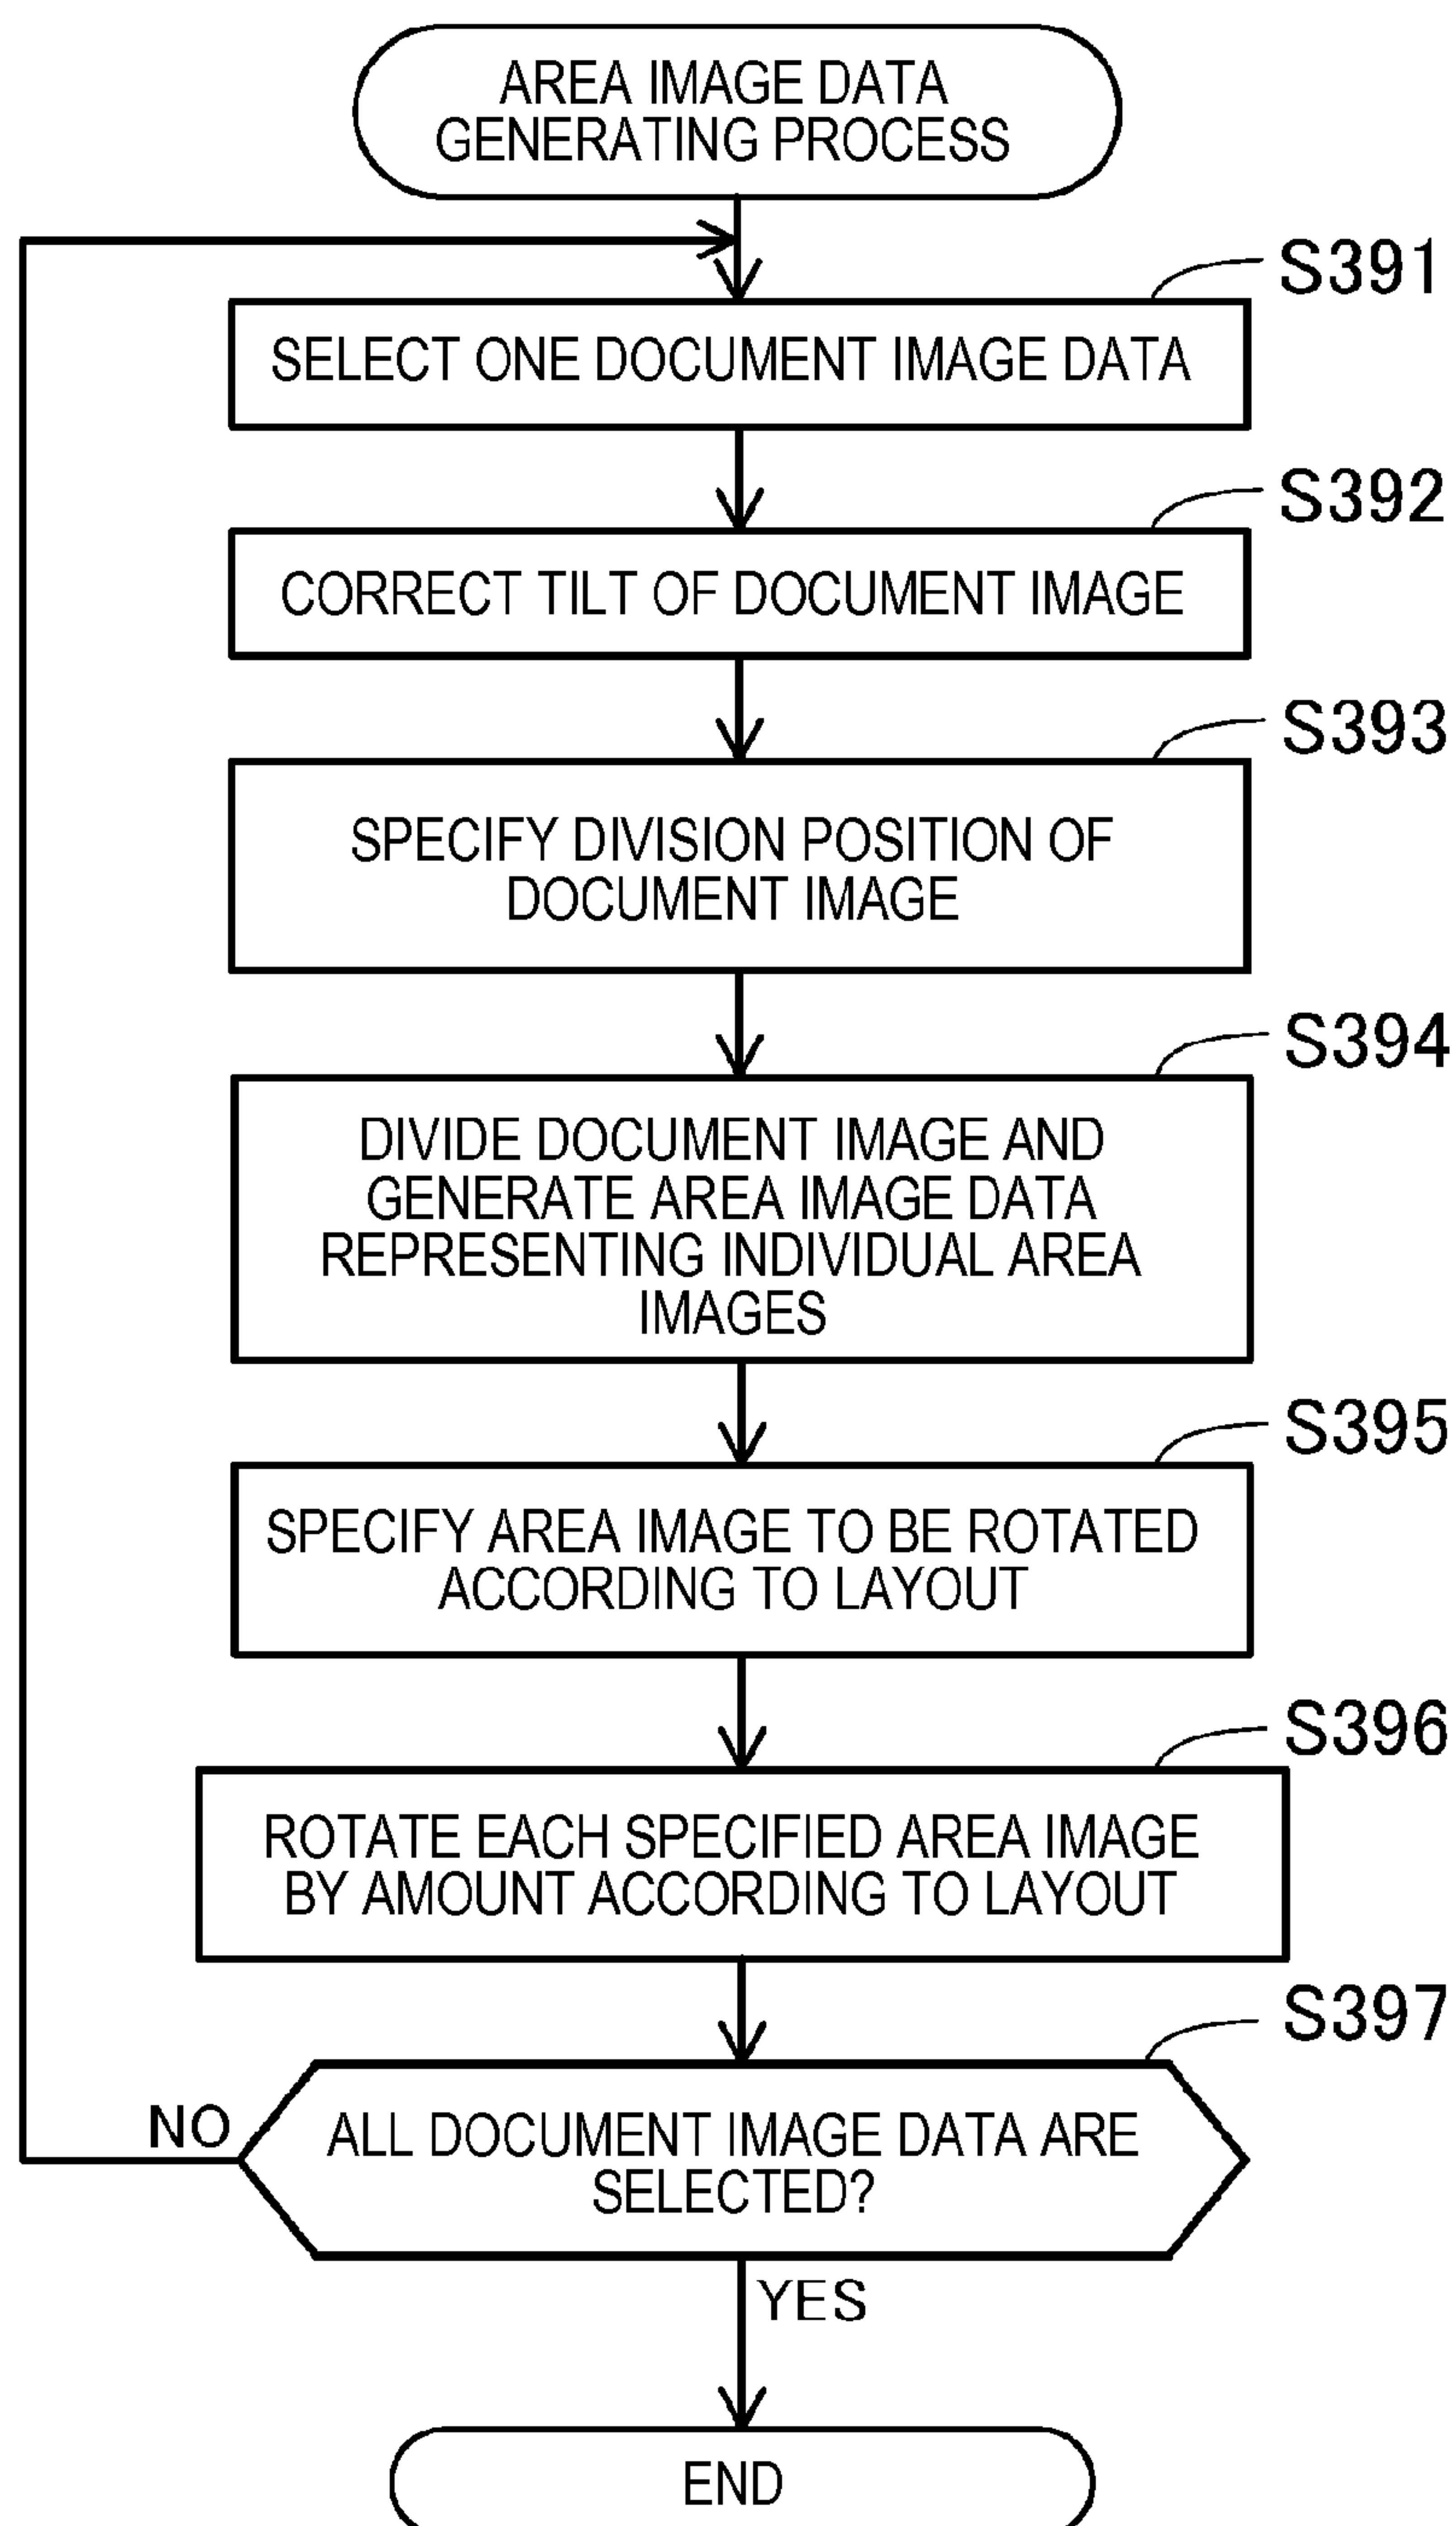 AREA IMAGE DATA
GENERATING PROCESS
S391
SELECT ONE DOCUMENT IMAGE DATA
S392
CORRECT TILT OF DOCUMENT IMAGE
S393
SPECIFY DIVISION POSITION OF
DOCUMENT IMAGE
S394
DIVIDE DOCUMENT IMAGE AND
GENERATE AREA IMAGE DATA
REPRESENTING INDIVIDUAL AREA
IMAGES
S395
SPECIFY AREA IMAGE TO BE ROTATED
ACCORDING TO LAYOUT
S396
ROTATE EACH SPECIFIED AREA IMAGE
BY AMOUNT ACCORDING TO LAYOUT
S397
NO
ALL DOCUMENT IMAGE DATA ARE
SELECTED?
YES
END